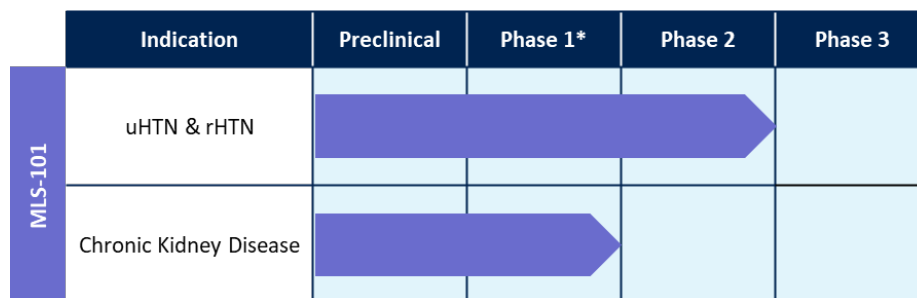 Indication Preclinical Phase 1* Phase 2 Phase 3
MLS-101
uHTN & rHTN
Chronic Kidney Disease